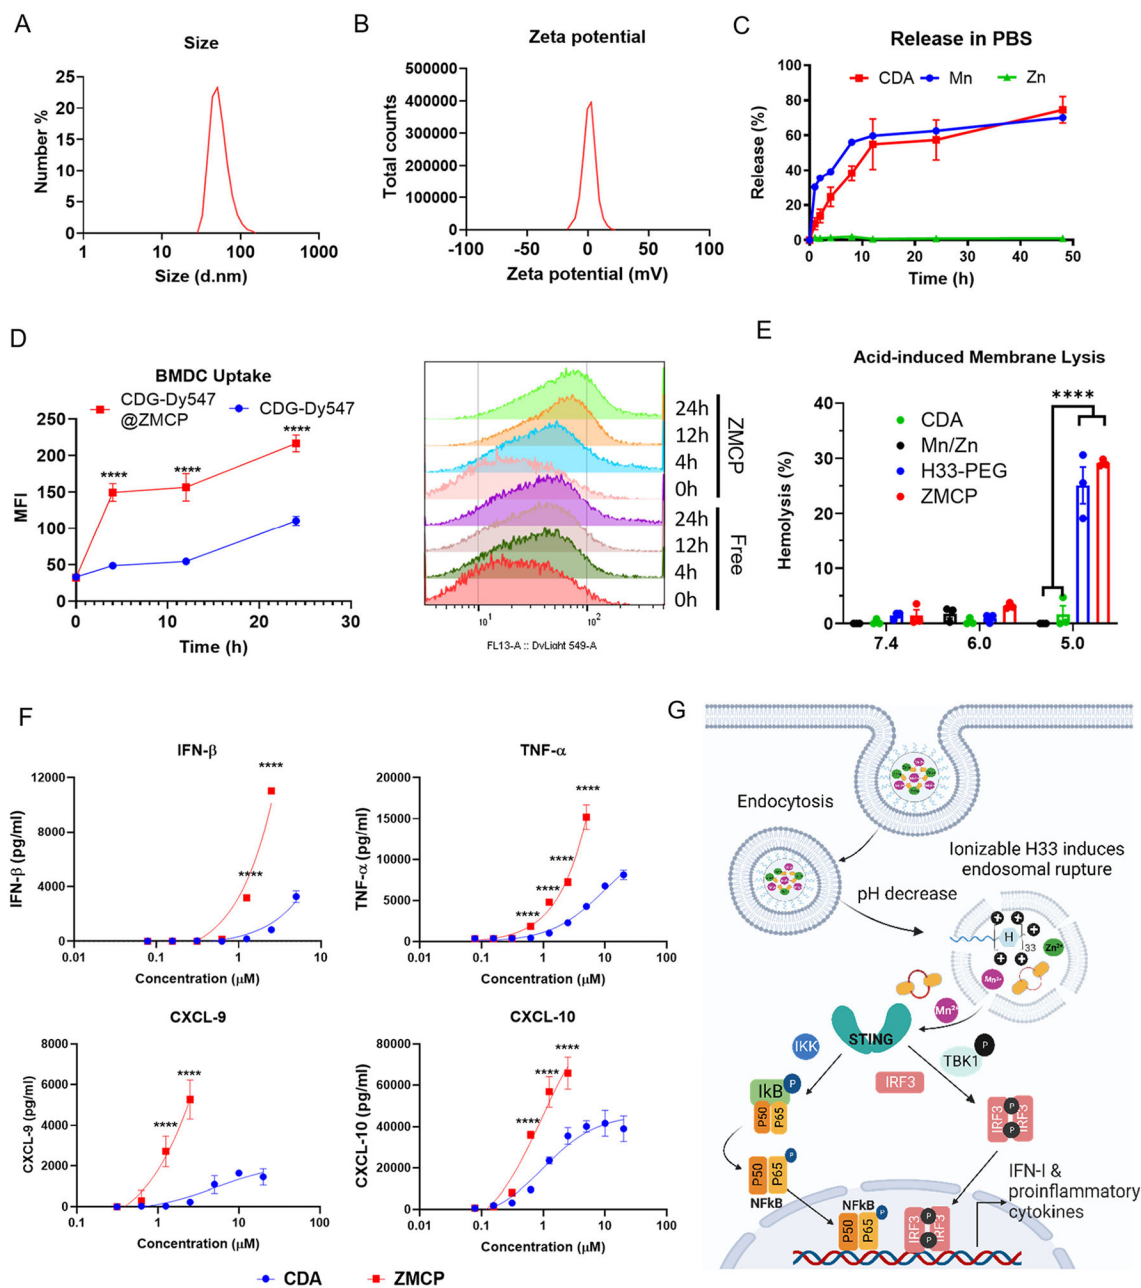 A
Size
Number %
25
20
15
10
5
0
1
10
100
1000
Size (d.nm)
B
Zeta potential
Total counts
500000
400000
300000
200000
100000
0
-100
-50
0
50
100
Zeta potential (mV)
C
Release in PBS
CDA
Mn
Zn
Release (%)
100
80
60
40
20
0
0
10
20
30
40
50
Time (h)
D
BMDC Uptake
CDG-Dy547
@ZMCP
CDG-Dy547
MFI
250
200
150
100
50
0
****
****
****
0
10
20
30
Time (h)
24h
12h
4h
0h
24h
12h
4h
0h
ZMCP
Free
10¹
10²
FL13-A :: DyLight 549-A
E
Acid-induced Membrane Lysis
Hemolysis (%)
40
30
20
10
0
CDA
Mn/Zn
H33-PEG
ZMCP
****
7.4
6.0
5.0
F
IFN-β
IFN-β (pg/ml)
12000
8000
4000
0
****
****
0.01
0.1
1
10
Concentration (μM)
TNF-α
TNF-α (pg/ml)
20000
15000
10000
5000
0
****
****
****
****
0.01
0.1
1
10
100
Concentration (μM)
CXCL-9
CXCL-9 (pg/ml)
8000
6000
4000
2000
0
****
****
0.1
1
10
100
Concentration (μM)
CXCL-10
CXCL-10 (pg/ml)
80000
60000
40000
20000
0
****
****
****
0.01
0.1
1
10
100
Concentration (μM)
CDA
ZMCP
G
Endocytosis
Ionizable H33 induces
endosomal rupture
pH decrease
H
33
Zn²⁺
Mn²⁺
Mn²⁺
STING
IKK
TBK1
P
IRF3
IkB
P
P50
P65
IRF3
P
P
IRF3
P50
P65
P
NFkB
IFN-I &
proinflammatory
cytokines
NFkB
P50
P65
P
IRF3
P
P
IRF3